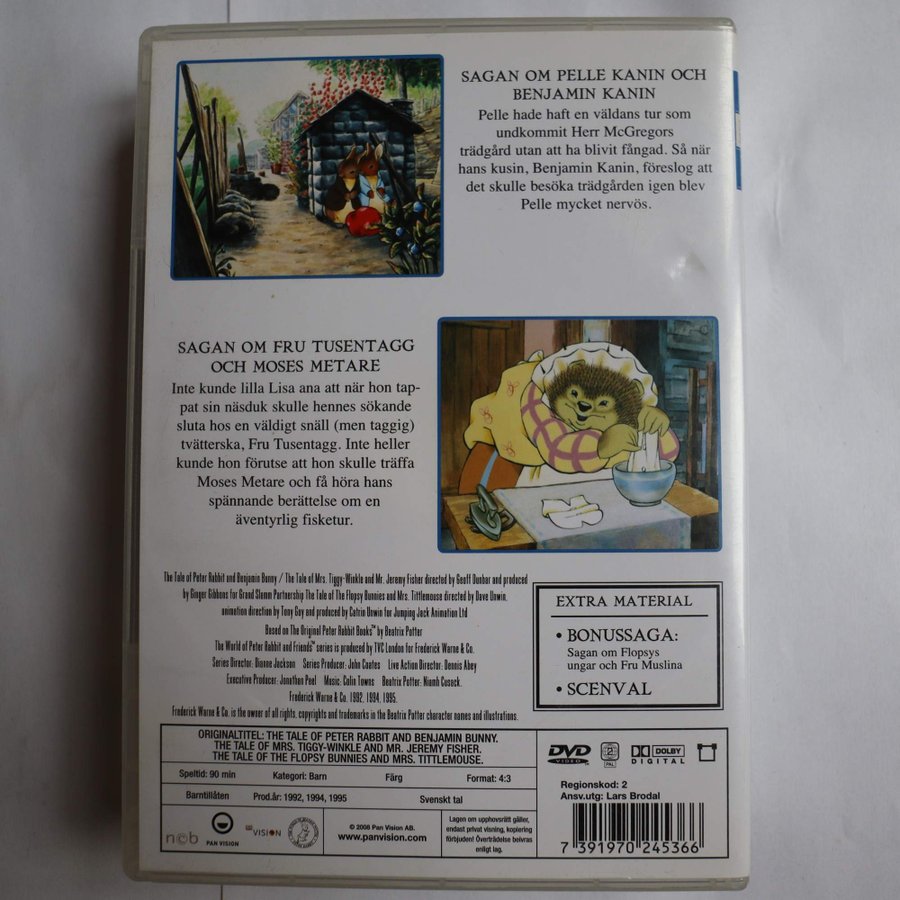 SAGAN OM PELLE KANIN OCH
BENJAMIN KANIN
Pelle hade haft en väldans tur som
undkommit Herr McGregors
trädgård utan att ha blivit fångad. Så när
hans kusin, Benjamin Kanin, föreslog att
det skulle besöka trädgården igen blev
Pelle mycket nervös.
SAGAN OM FRU TUSENTAGG
OCH MOSES METARE
Inte kunde lilla Lisa ana att när hon tap-
pat sin näsduk skulle hennes sökande
sluta hos en väldigt snäll (men taggig)
tvätterska, Fru Tusentagg. Inte heller
kunde hon förutse att hon skulle träffa
Moses Metare och få höra hans
spännande berättelse om en
äventyrlig fisketur.
The Tale of Peter Rabbit and Benjamin Bunny / The Tale of Mrs. Tiggy-Winkle and Mr. Jeremy Fisher directed by Geoff Dunbar and produced
by Ginger Gibbons for Grand Slamm Partnership The Tale of The Flopsy Bunnies and Mrs. Tittlemouse directed by Dave Unwin,
animation direction by Tony Guy and produced by Catrin Unwin for Jumping Jack Animation Ltd
Based on The Original Peter Rabbit Books™ by Beatrix Potter
The World of Peter Rabbit and Friends™ series is produced by TVC London for Frederick Warne & Co.
Series Director: Dianne Jackson Series Producer: John Coates Live Action Director: Dennis Abey
Executive Producer: Jonathan Peel Music: Colin Towns Beatrix Potter: Niamh Cusack.
Frederick Warne & Co. 1992, 1994, 1995.
Frederick Warne & Co. is the owner of all rights, copyrights and trademarks in the Beatrix Potter character names and illustrations.
EXTRA MATERIAL
• BONUSSAGA:
Sagan om Flopsys
ungar och Fru Muslina
• SCENVAL
ORIGINALTITEL: THE TALE OF PETER RABBIT AND BENJAMIN BUNNY.
THE TALE OF MRS. TIGGY-WINKLE AND MR. JEREMY FISHER.
THE TALE OF THE FLOPSY BUNNIES AND MRS. TITTLEMOUSE.
Speltid: 90 min Kategori: Barn Färg Format: 4:3
Barntillåten Prod.år: 1992, 1994, 1995 Svenskt tal
ncb
PAN VISION
VISION
© 2008 Pan Vision AB.
www.panvision.com
Lagen om upphovsrätt gäller,
endast privat visning, kopiering
förbjuden! Överträdelse beivras
enligt lag.
DVD
VIDEO
2
PAL
DOLBY
DIGITAL
Regionskod: 2
Ansv.utg: Lars Brodal
7 391970 245366